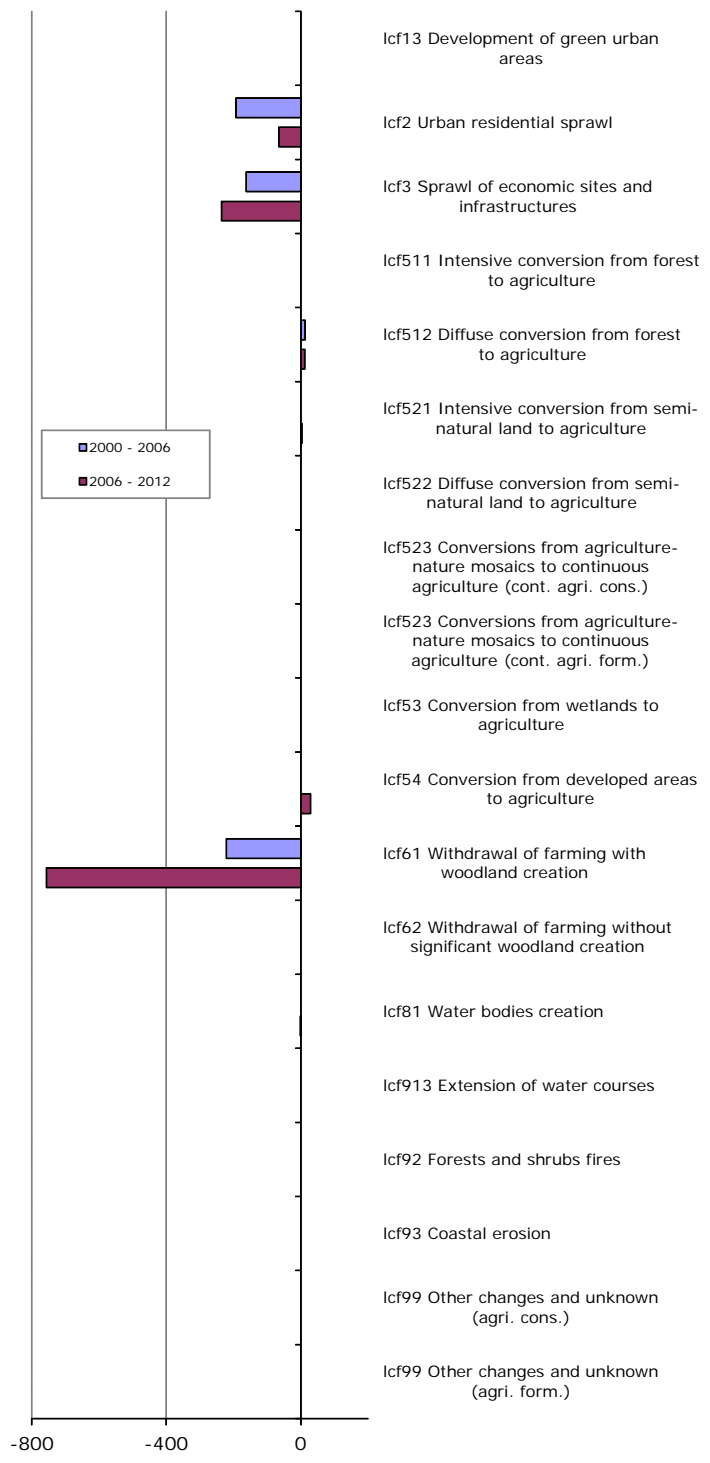 lcf13 Development of green urban
areas
lcf2 Urban residential sprawl
lcf3 Sprawl of economic sites and
infrastructures
lcf511 Intensive conversion from forest
to agriculture
lcf512 Diffuse conversion from forest
to agriculture
lcf521 Intensive conversion from semi-
natural land to agriculture
2000 - 2006
2006 - 2012
lcf522 Diffuse conversion from semi-
natural land to agriculture
lcf523 Conversions from agriculture-
nature mosaics to continuous
agriculture (cont. agri. cons.)
lcf523 Conversions from agriculture-
nature mosaics to continuous
agriculture (cont. agri. form.)
lcf53 Conversion from wetlands to
agriculture
lcf54 Conversion from developed areas
to agriculture
lcf61 Withdrawal of farming with
woodland creation
lcf62 Withdrawal of farming without
significant woodland creation
lcf81 Water bodies creation
lcf913 Extension of water courses
lcf92 Forests and shrubs fires
lcf93 Coastal erosion
lcf99 Other changes and unknown
(agri. cons.)
lcf99 Other changes and unknown
(agri. form.)
-800 -400 0